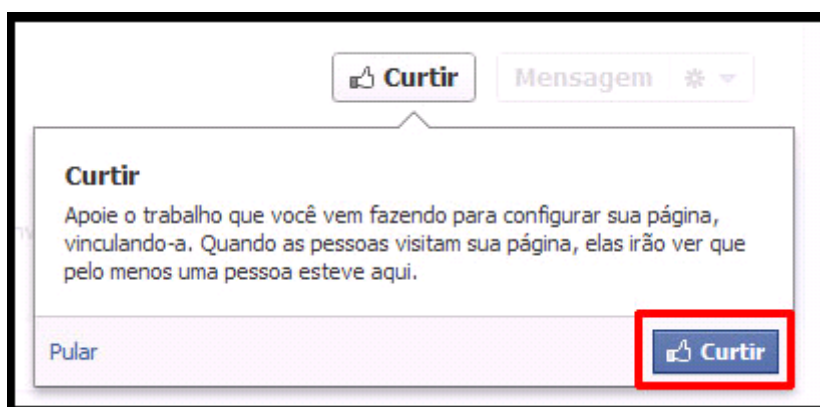 Curtir
Mensagem
Curtir
Apoie o trabalho que você vem fazendo para configurar sua página,
vinculando-a. Quando as pessoas visitam sua página, elas irão ver que
pelo menos uma pessoa esteve aqui.
Pular
Curtir